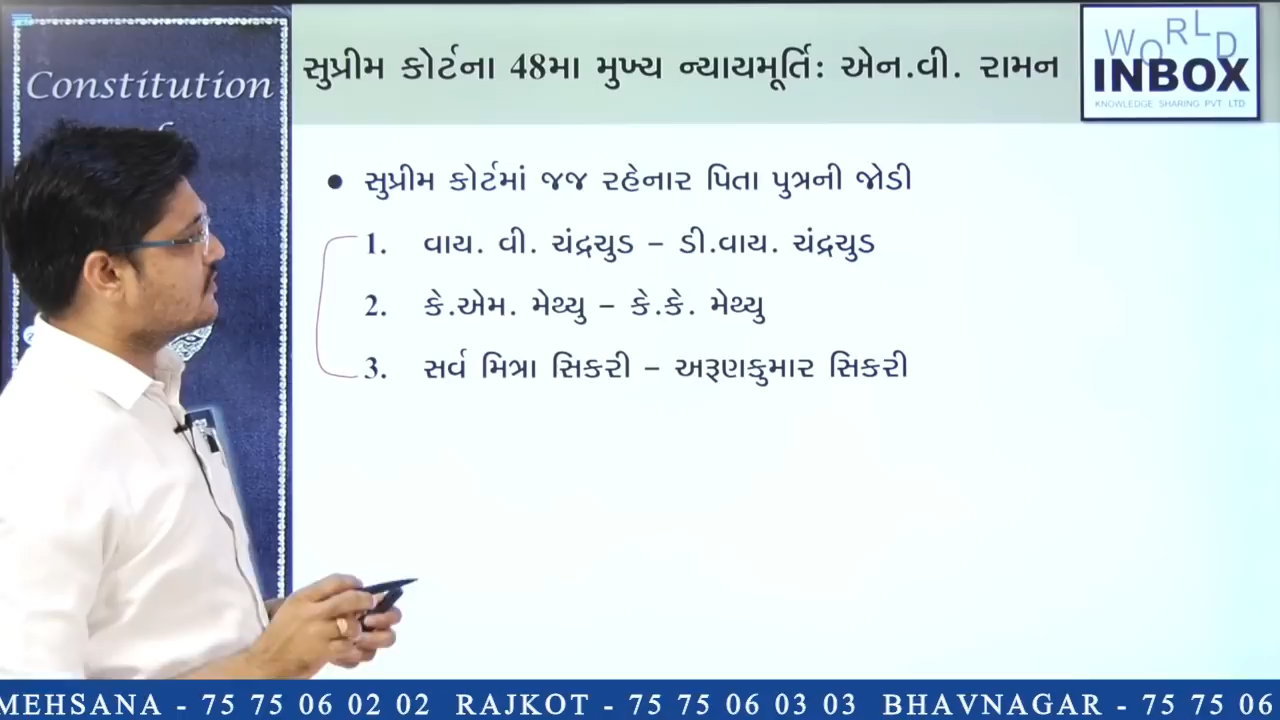 Constitution
સુપ્રીમ કોર્ટના 48મા મુખ્ય ન્યાયમૂર્તિઃ એન.વી. રામન
WORLD
INBOX
KNOWLEDGE SHARING PVT LTD
• સુપ્રીમ કોર્ટમાં જજ રહેનાર પિતા પુત્રની જોડી
1. વાય. વી. ચંદ્રચુડ – ડી.વાય. ચંદ્રચુડ
2. કે.એમ. મેથ્યુ – કે.કે. મેથ્યુ
3. સર્વ મિત્રા સિકરી – અરૂણકુમાર સિકરી
MEHSANA - 75 75 06 02 02 RAJKOT - 75 75 06 03 03 BHAVNAGAR - 75 75 06